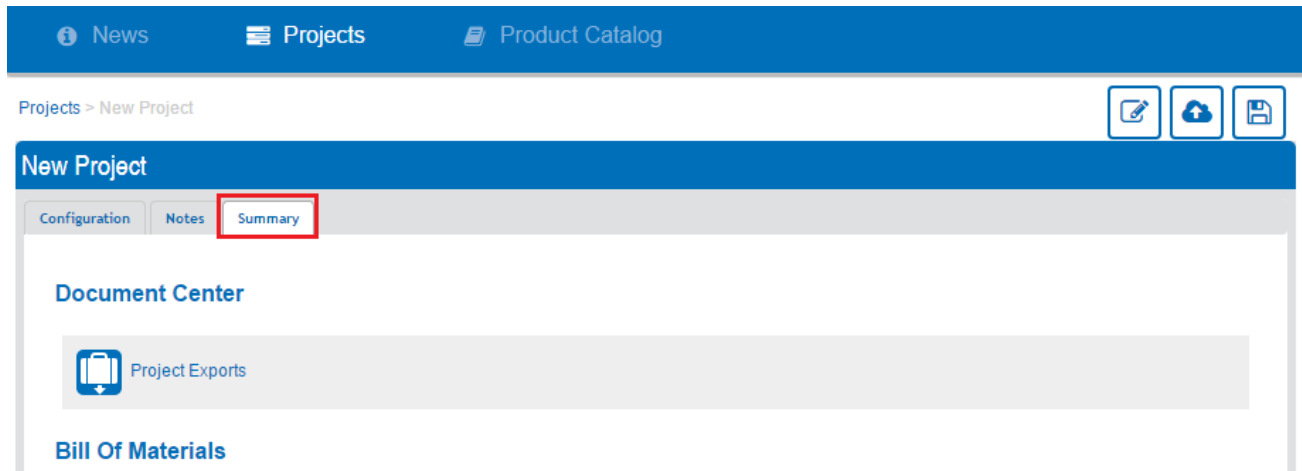 News Projects Product Catalog
Projects > New Project
New Project
Configuration Notes Summary
Document Center
Project Exports
Bill Of Materials